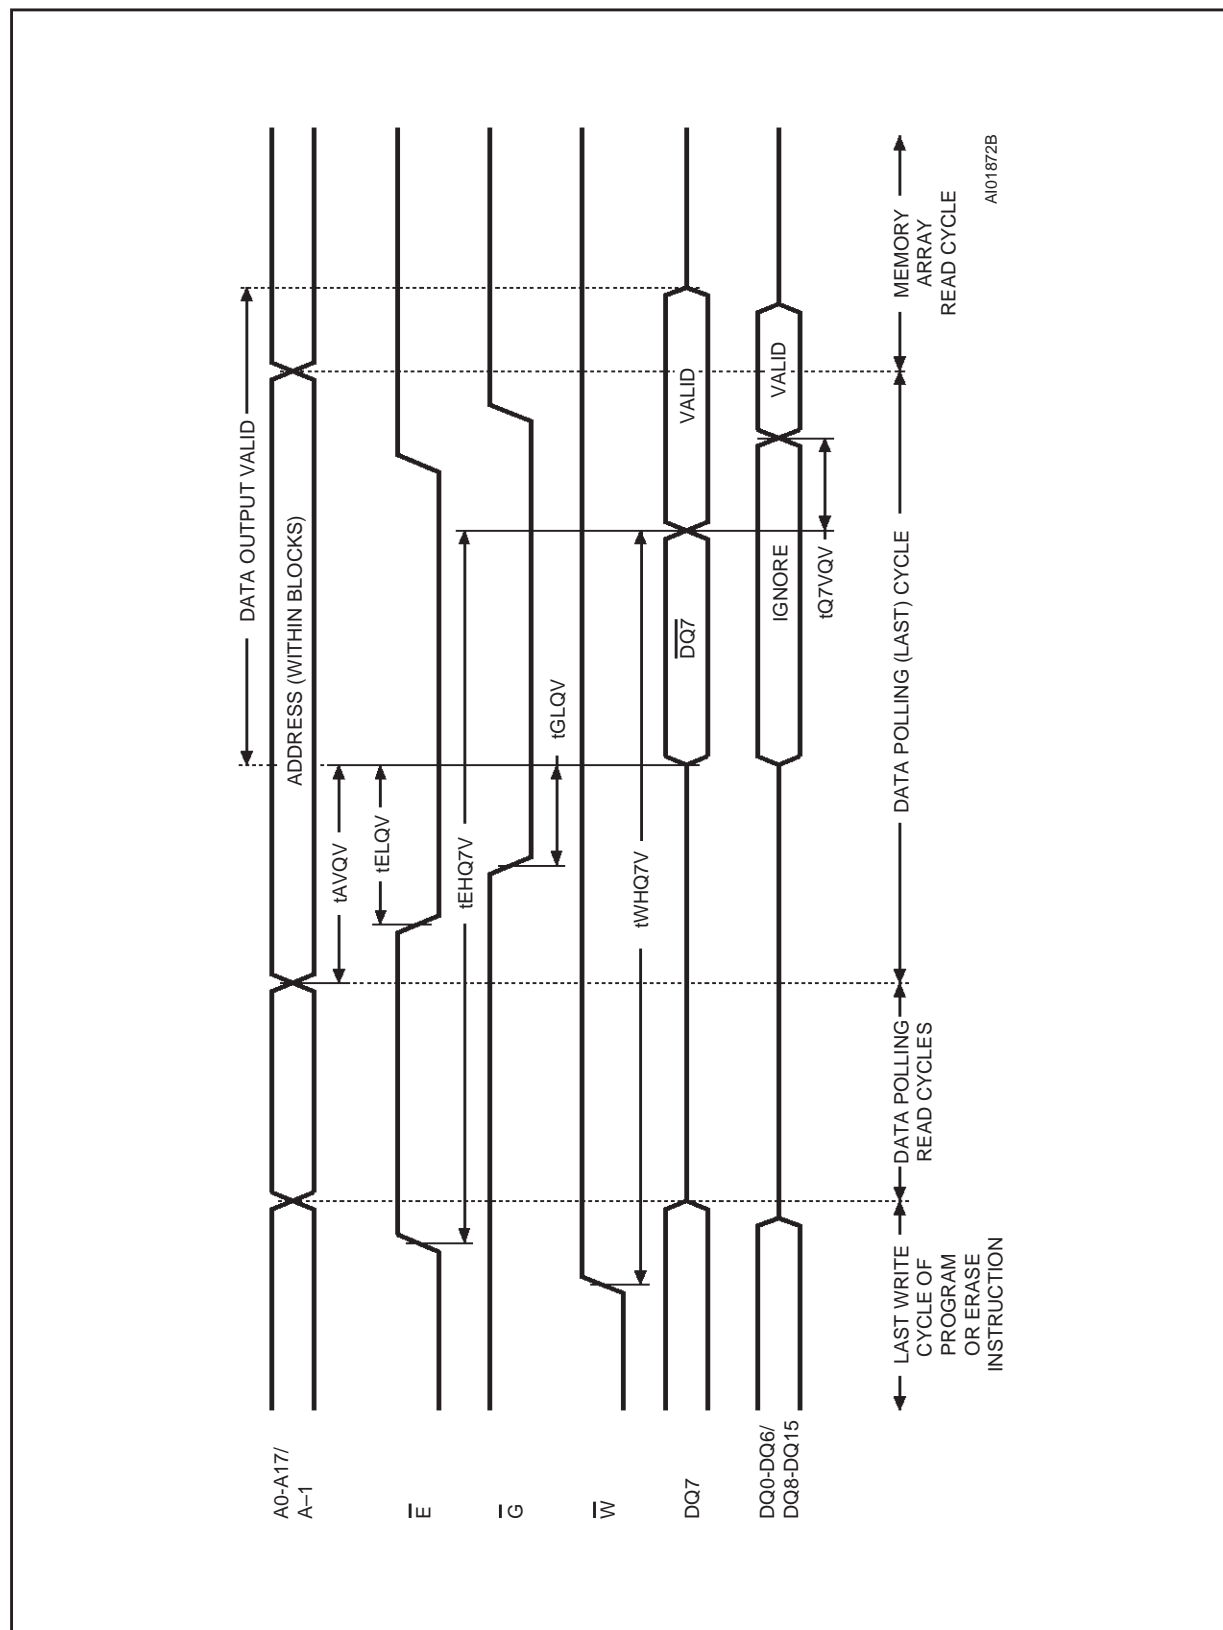 A0-A17/
A–1
ADDRESS (WITHIN BLOCKS)
DATA OUTPUT VALID
tAVQV
tELQV
E
tEHQ7V
G
tGLQV
W
tWHQ7V
DQ7
DQ7
VALID
DQ0-DQ6/
DQ8-DQ15
IGNORE
VALID
tQ7VQV
LAST WRITE
CYCLE OF
PROGRAM
OR ERASE
INSTRUCTION
DATA POLLING
READ CYCLES
DATA POLLING (LAST) CYCLE
MEMORY
ARRAY
READ CYCLE
AI01872B